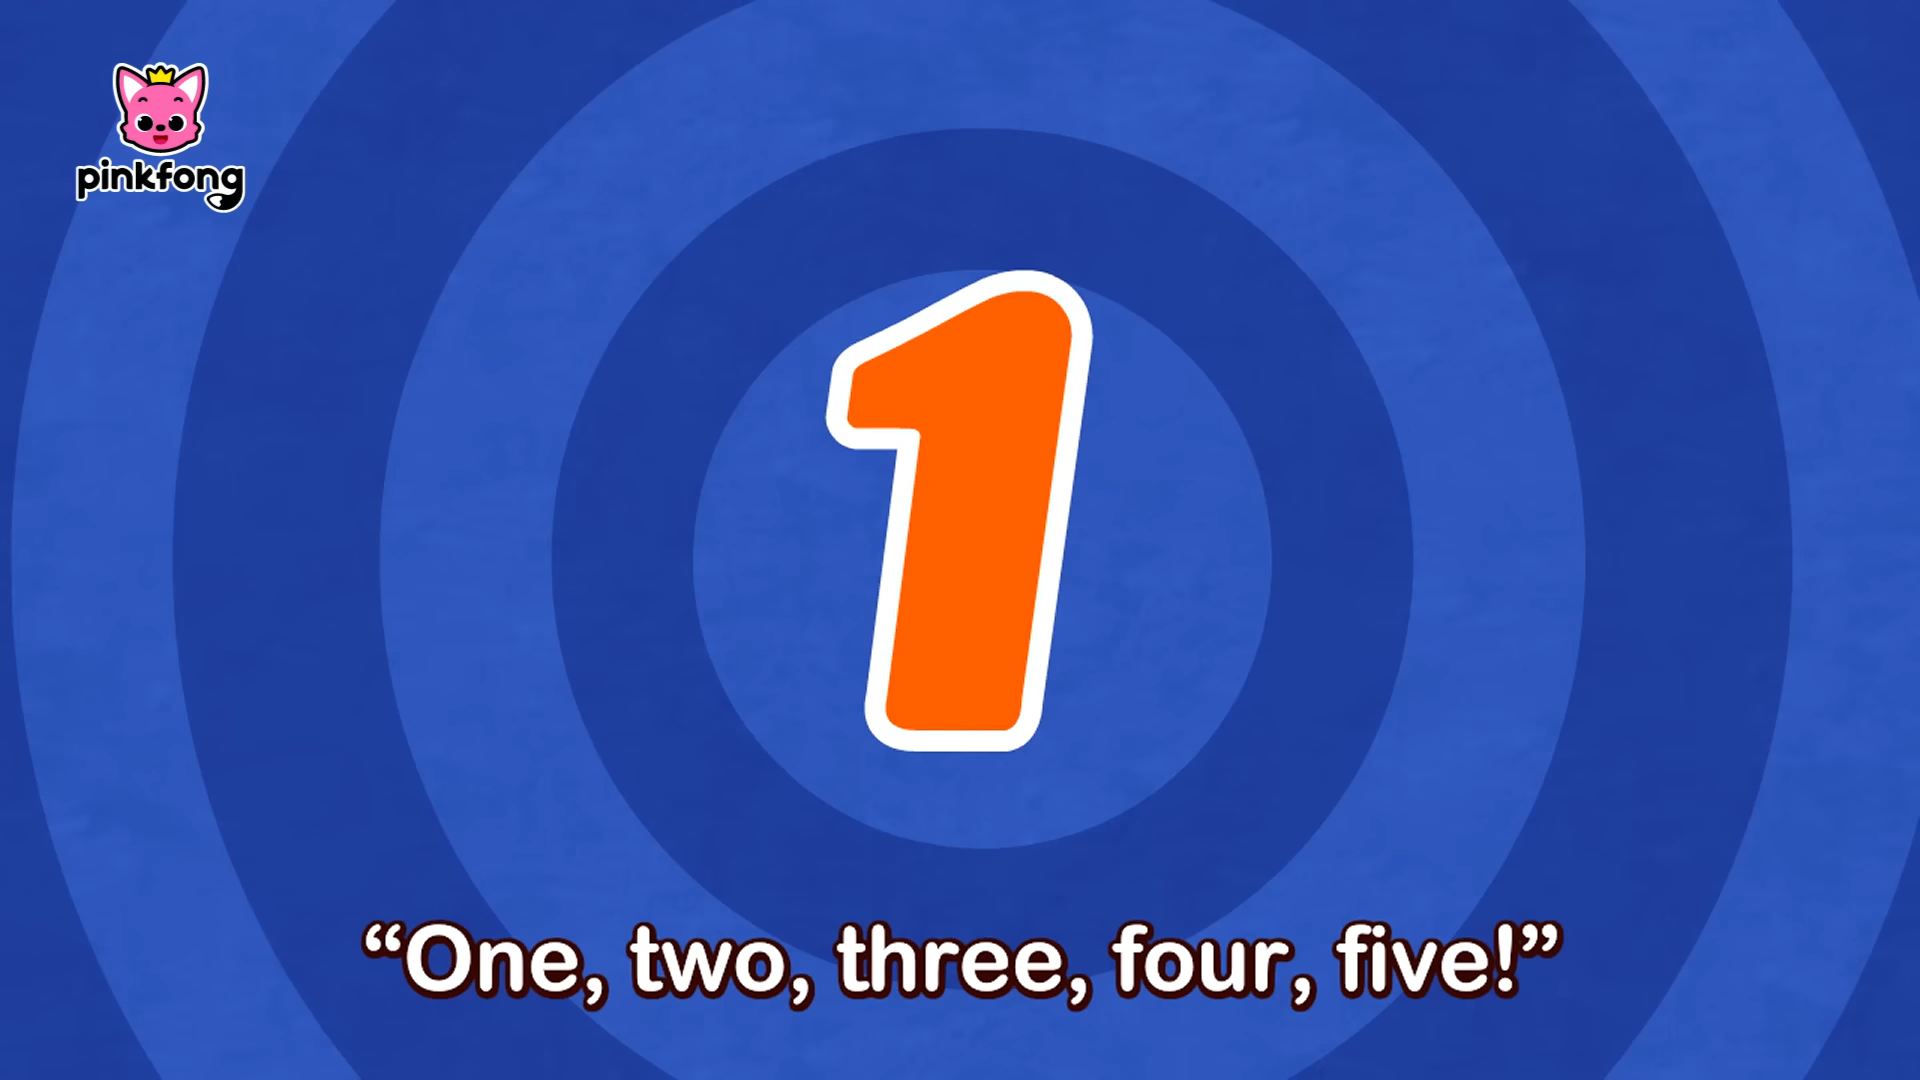 pinkfong
1
“One, two, three, four, five!”